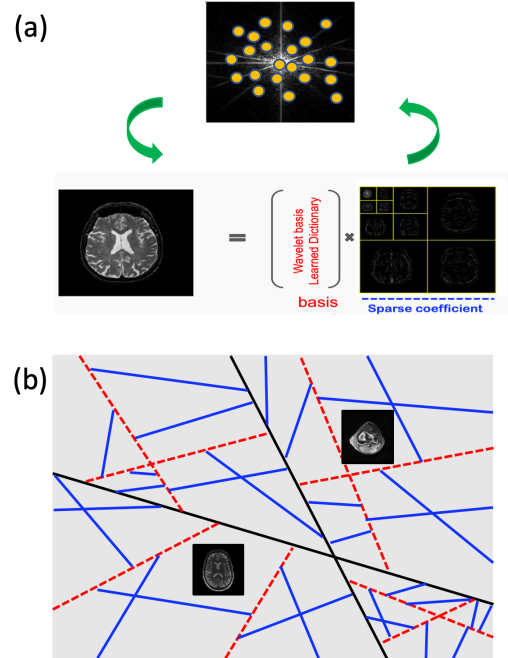 (a)
=
Wavelet basis
Learned Dictionary
×
basis
Sparse coefficient
(b)